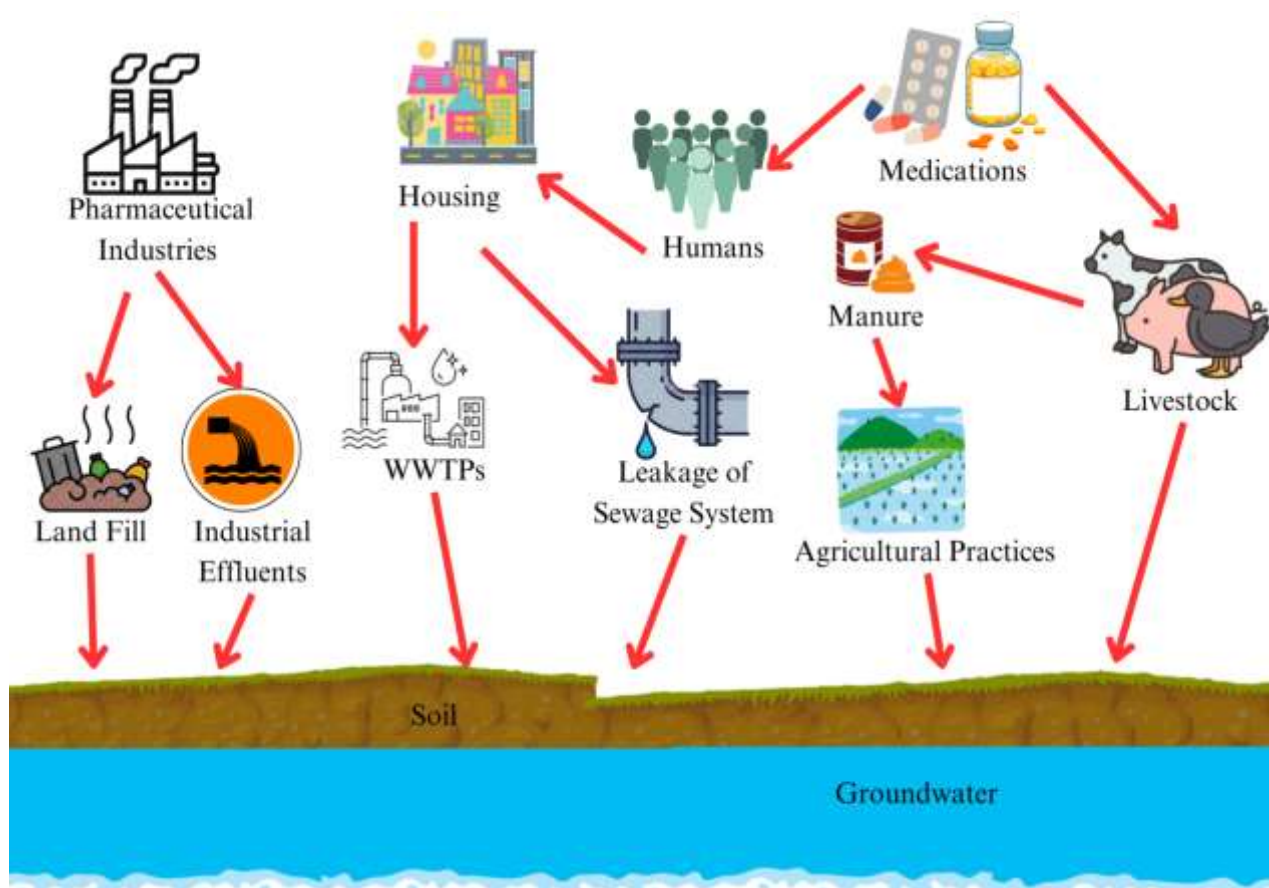 Medications
Pharmaceutical
Industries
Housing
Humans
Manure
Livestock
WWTPs
Leakage of
Sewage System
Land Fill
Industrial
Effluents
Agricultural Practices
Soil
Groundwater